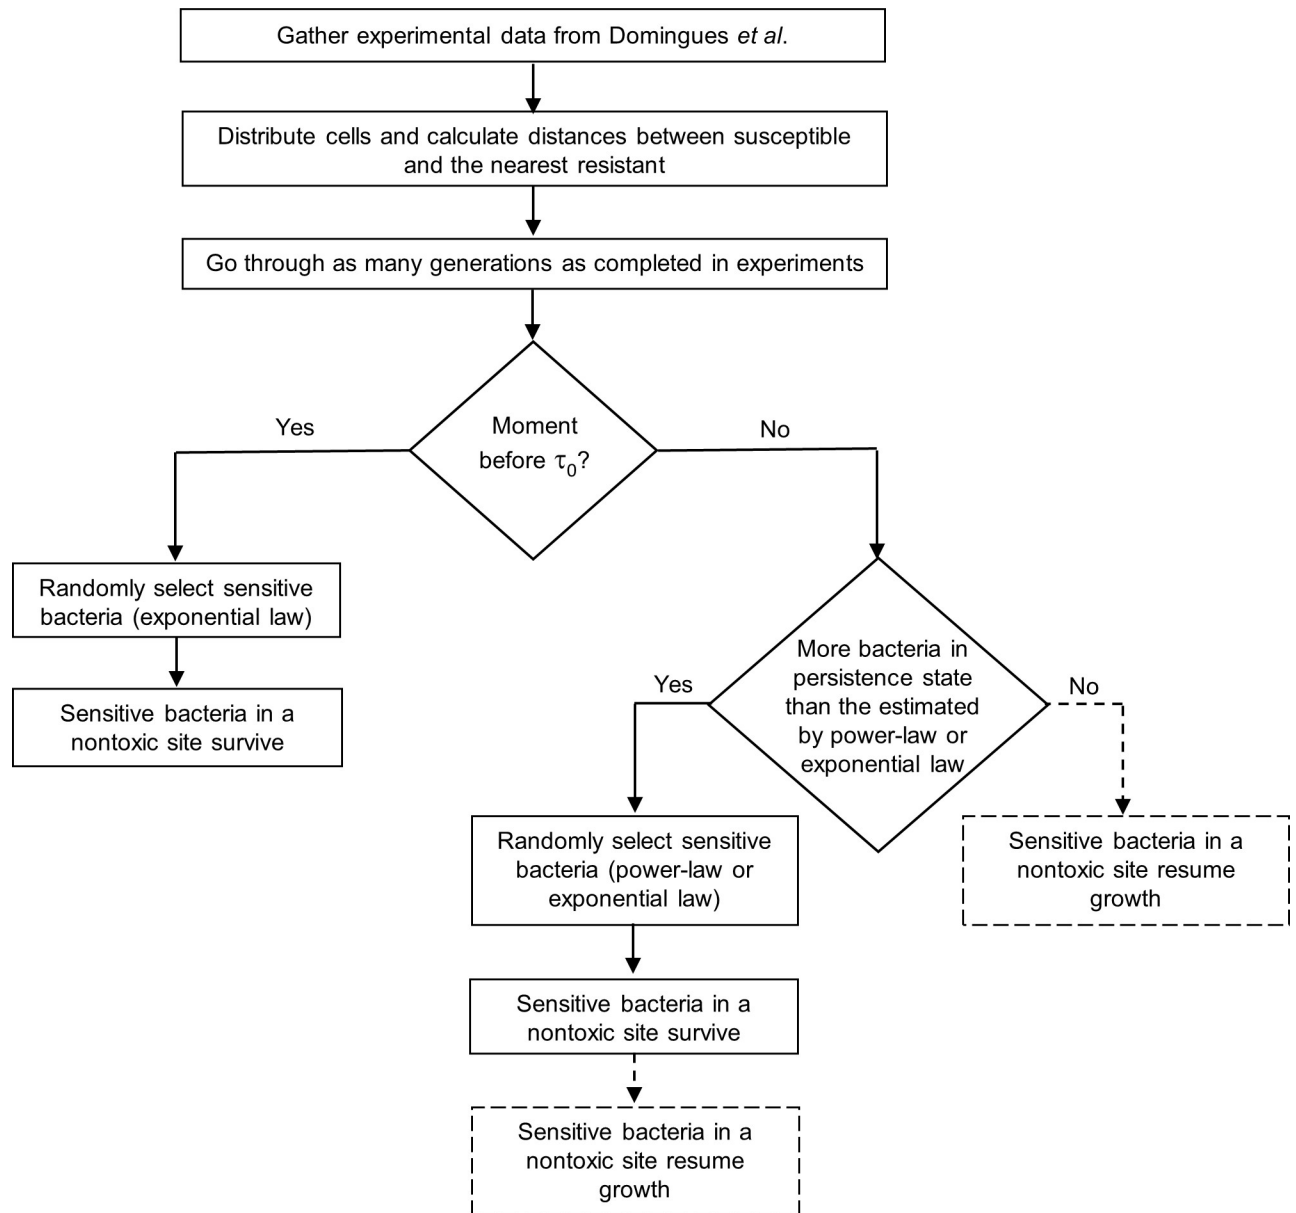 Gather experimental data from Domingues et al.
Distribute cells and calculate distances between susceptible
and the nearest resistant
Go through as many generations as completed in experiments
Moment
before τ0?
Yes
No
Randomly select sensitive
bacteria (exponential law)
Sensitive bacteria in a
nontoxic site survive
More bacteria in
persistence state
than the estimated
by power-law or
exponential law
Yes
No
Randomly select sensitive
bacteria (power-law or
exponential law)
Sensitive bacteria in a
nontoxic site resume
growth
Sensitive bacteria in a
nontoxic site survive
Sensitive bacteria in a
nontoxic site resume
growth